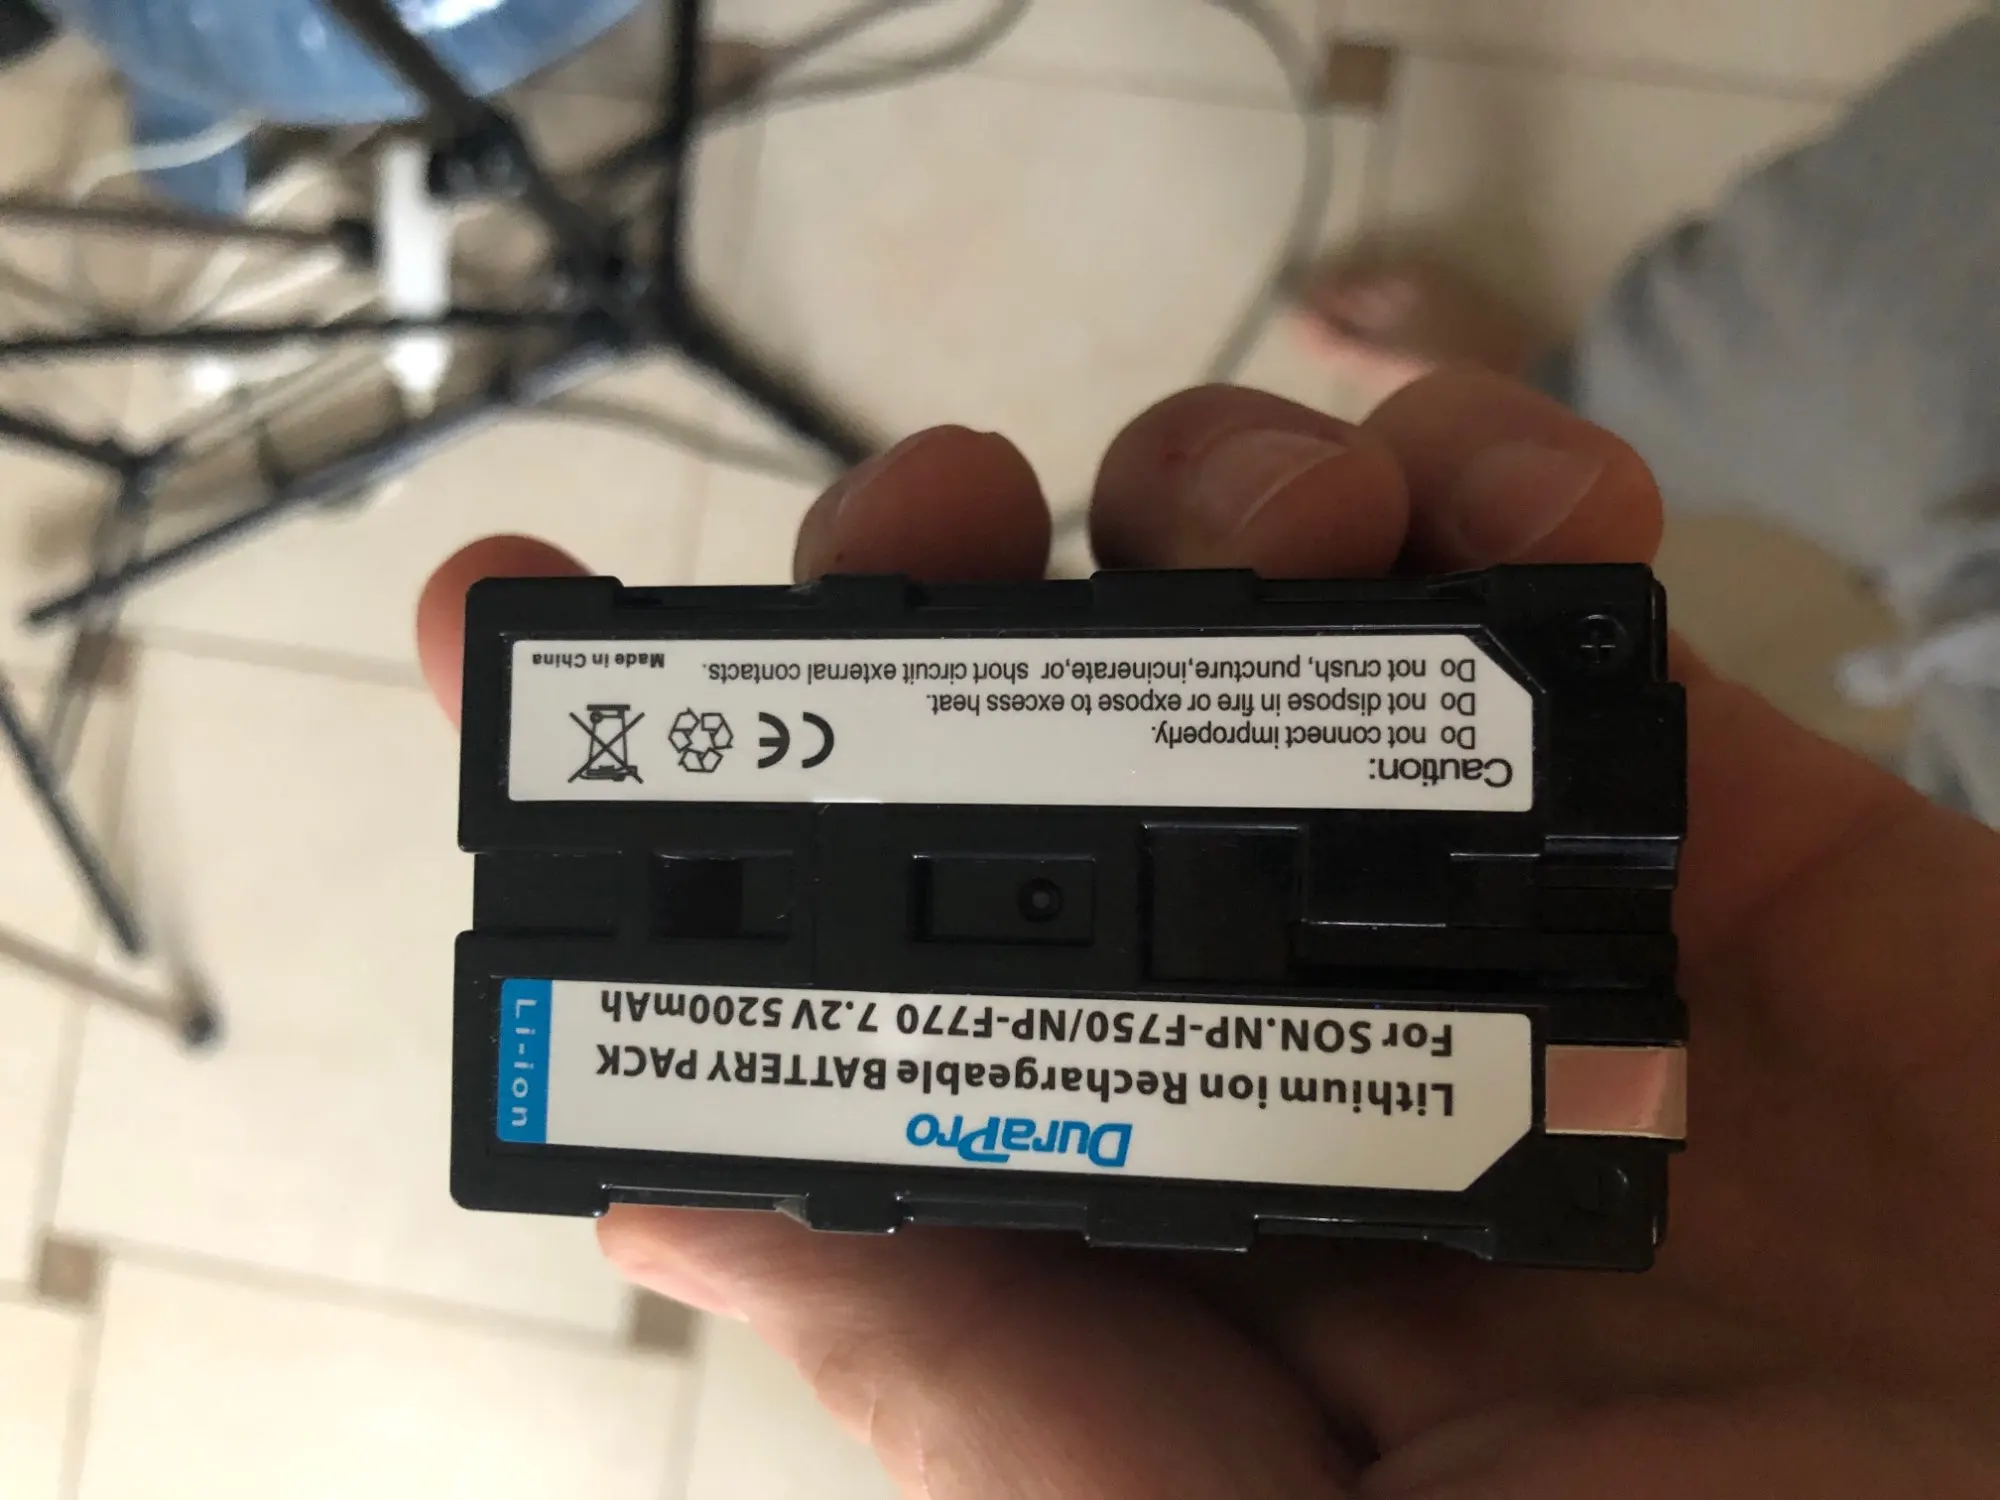 DuraPro
Lithium ion Rechargeable BATTERY PACK
For SON.NP-F750/NP-F770 7.2V 5200mAh
Li-ion
Caution:
Do not connect improperly.
Do not dispose in fire or expose to excess heat.
Do not crush, puncture,incinerate,or short circuit external contacts.
Made in China
CE
+
-